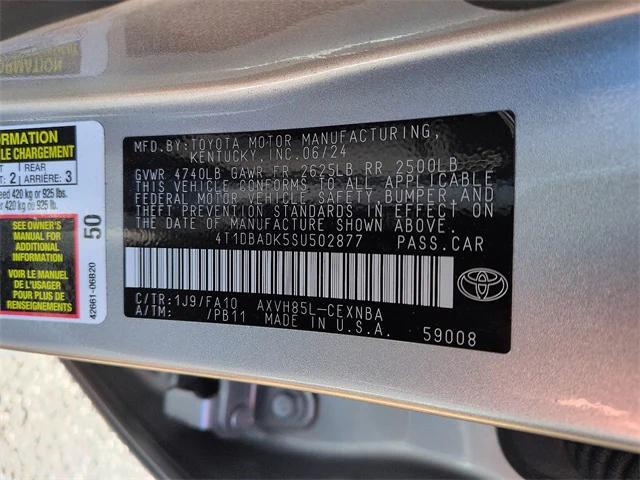 ORMATION
LE CHARGEMENT
REAR
2 ARRIÈRE: 3
eed 420 kg or 925 lbs.
420 kg ou 925 lb.
SEE OWNER'S
MANUAL FOR
ADDITIONAL
INFORMATION
VOIR LE MANUEL
DE L'USAGER
POUR PLUS DE
50
42661-06B20
MFD.BY:TOYOTA MOTOR MANUFACTURING,
KENTUCKY,INC.06/24
GVWR 4740LB GAWR FR 2625LB RR 2500LB
THIS VEHICLE CONFORMS TO ALL APPLICABLE
FEDERAL MOTOR VEHICLE SAFETY,BUMPER,AND
THEFT PREVENTION STANDARDS IN EFFECT ON
THE DATE OF MANUFACTURE SHOWN ABOVE.
4T1DBADK5SU502877 PASS.CAR
C/TR:1J9/FA10 AXVH85L-CEXNBA
A/TM: /PB11 MADE IN U.S.A.
59008